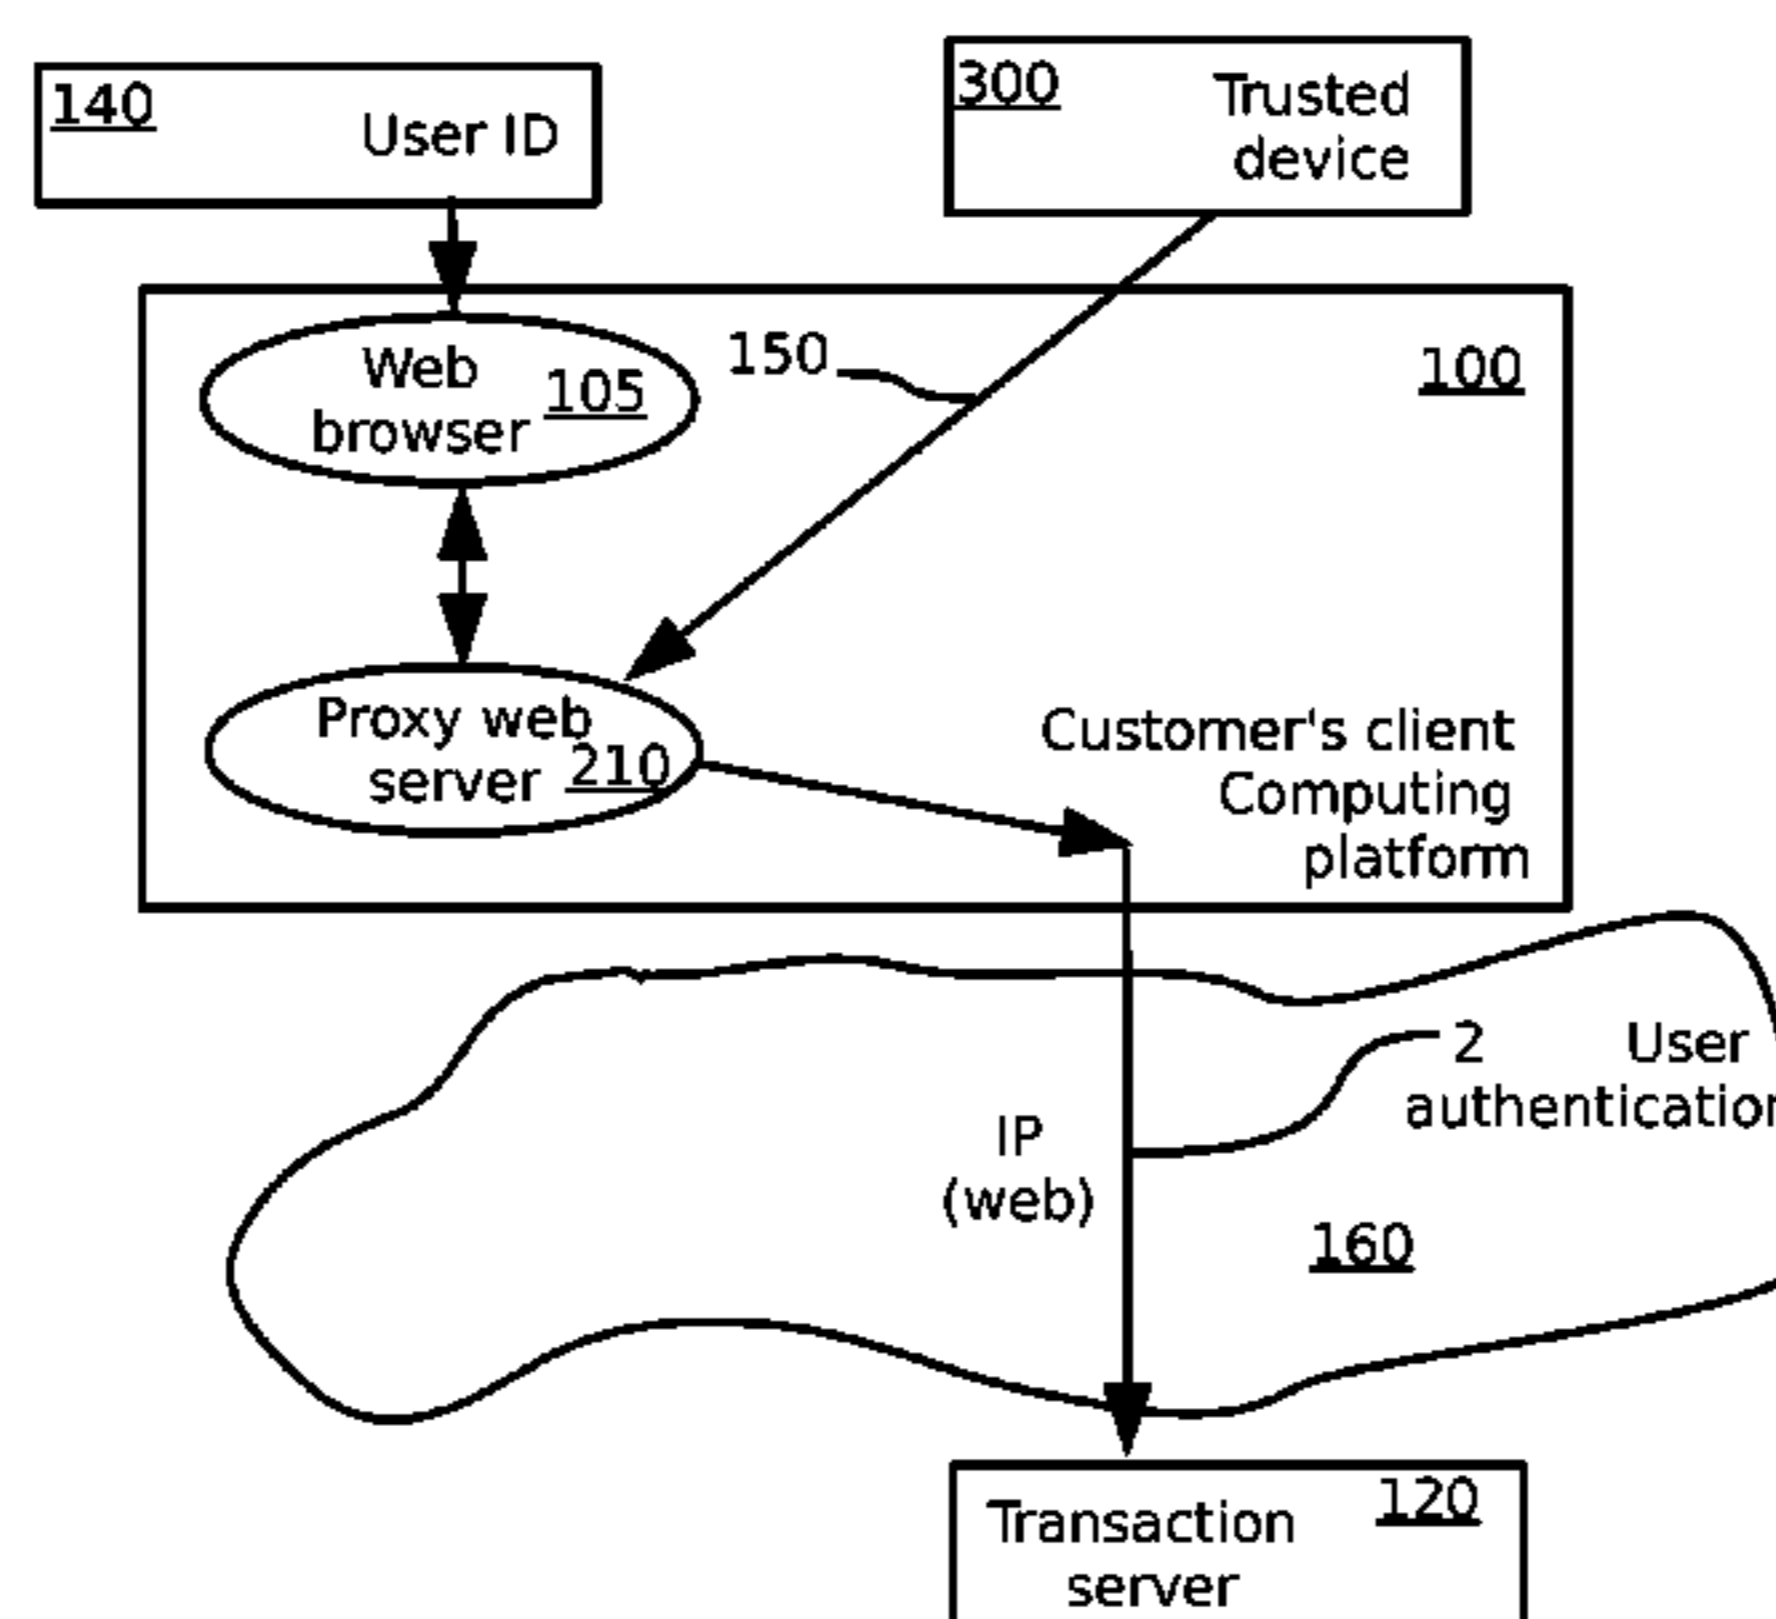 140
User ID
300
Trusted
device
Web
browser
105
150
100
Proxy web
server
210
Customer's client
Computing
platform
2
User
authentication
IP
(web)
160
120
Transaction
server